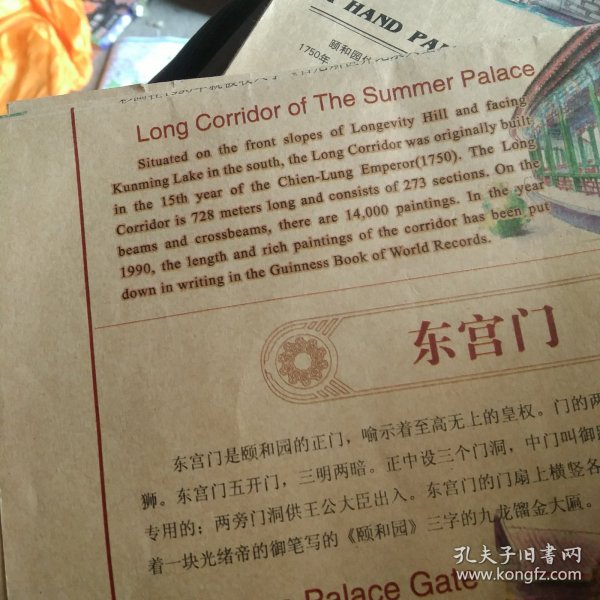 HAND PA
颐和园
1750年
Long Corridor of The Summer Palace
Situated on the front slopes of Longevity Hill and facing
Kunming Lake in the south, the Long Corridor was originally built
in the 15th year of the Chien-Lung Emperor(1750). The Long
Corridor is 728 meters long and consists of 273 sections. On the
beams and crossbeams, there are 14,000 paintings. In the year
1990, the length and rich paintings of the corridor has been put
down in writing in the Guinness Book of World Records.
东宫门
东宫门是颐和园的正门，喻示着至高无上的皇权。门的两
狮。东宫门五开门，三明两暗。正中设三个门洞，中门叫御
专用的；两旁门洞供王公大臣出入。东宫门的门扇上横竖各
着一块光绪帝的御笔写的《颐和园》三字的九龙馏金大匾。
Palace Gate
孔夫子旧书网
www.kongfz.com